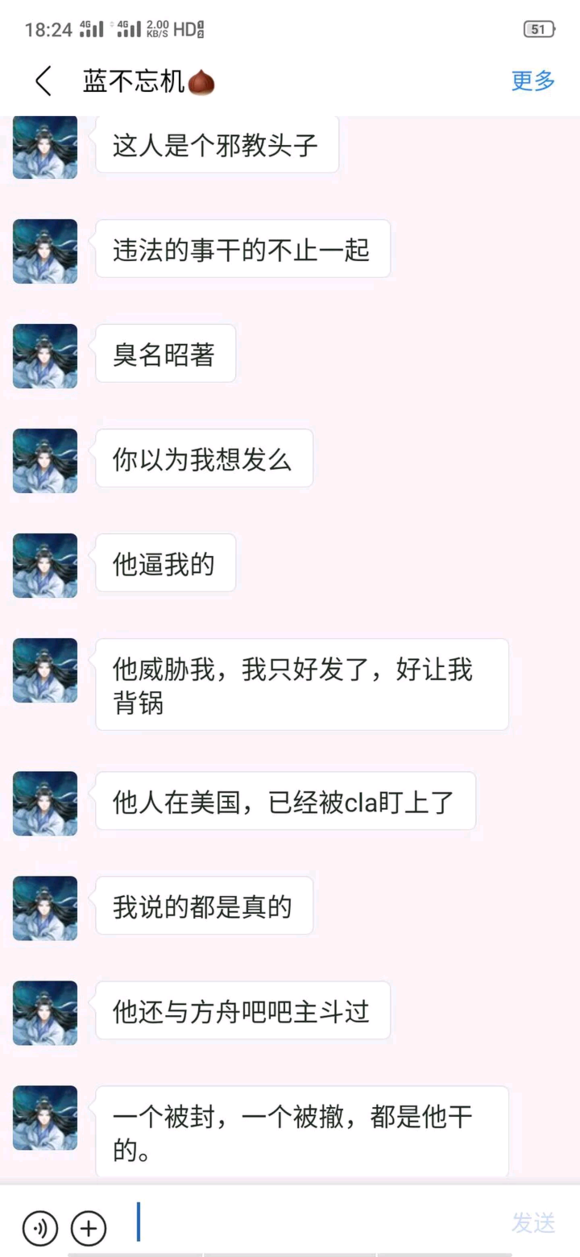 18:24 4G 4G 2.00 KB/S HD 51
蓝不忘机 更多
这人是个邪教头子
违法的事干的不止一起
臭名昭著
你以为我想发么
他逼我的
他威胁我，我只好发了，好让我
背锅
他人在美国，已经被cla盯上了
我说的都是真的
他还与方舟吧吧主斗过
一个被封，一个被撤，都是他干
的。
发送